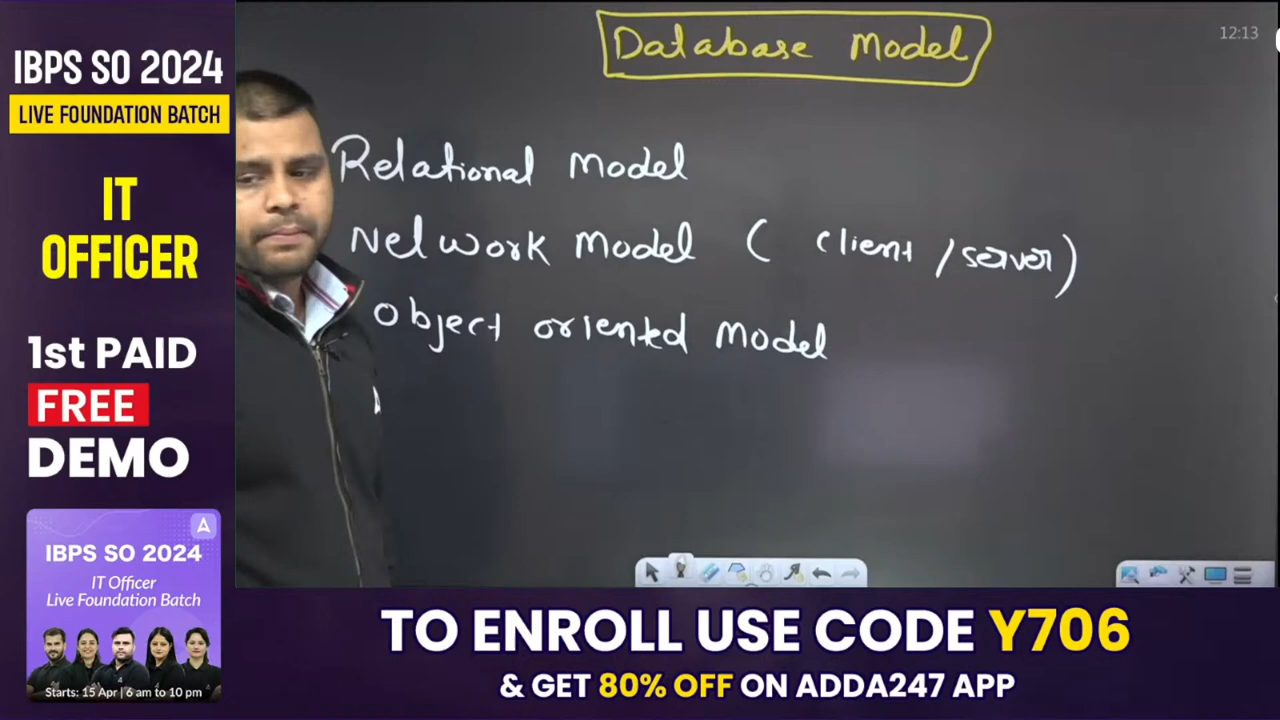 IBPS SO 2024
LIVE FOUNDATION BATCH
IT
OFFICER
1st PAID
FREE
DEMO
IBPS SO 2024
IT Officer
Live Foundation Batch
Starts: 15 Apr | 6 am to 10 pm
12:13
Database Model
Relational Model
Network Model ( client / server )
Object oriented Model
TO ENROLL USE CODE Y706
& GET 80% OFF ON ADDA247 APP